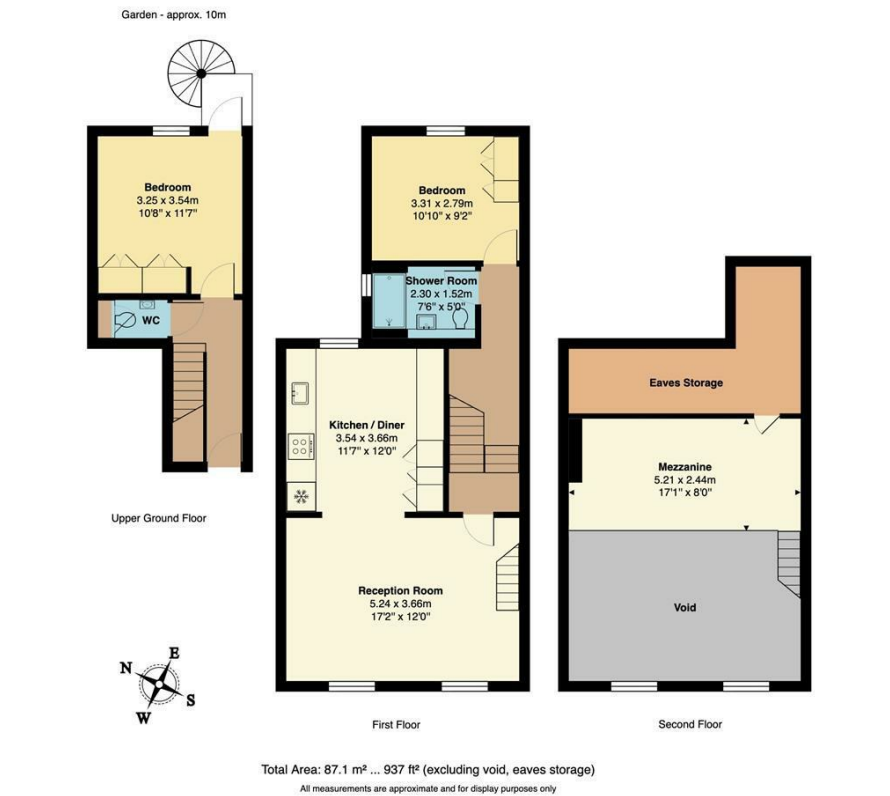 Garden - approx. 10m
Bedroom
3.25 x 3.54m
10'8" x 11'7"
WC
Upper Ground Floor
Bedroom
3.31 x 2.79m
10'10" x 9'2"
Shower Room
2.30 x 1.52m
7'6" x 5'0"
Kitchen / Diner
3.54 x 3.66m
11'7" x 12'0"
Reception Room
5.24 x 3.66m
17'2" x 12'0"
First Floor
Eaves Storage
Mezzanine
5.21 x 2.44m
17'1" x 8'0"
Void
Second Floor
N
E
S
W
Total Area: 87.1 m² ... 937 ft² (excluding void, eaves storage)
All measurements are approximate and for display purposes only